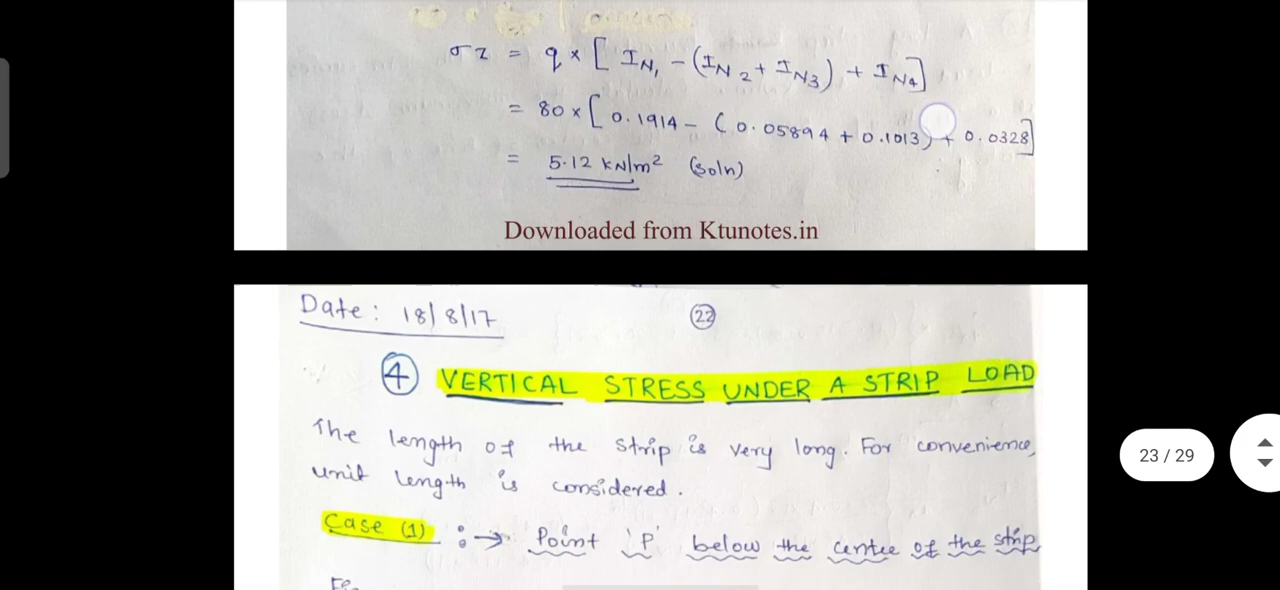 σz = q × [ IN1 - (IN2 + IN3) + IN4]
= 80 × [ 0.1914 - ( 0.05894 + 0.1013) + 0.0328]
= 5.12 kN/m² (soln)
Downloaded from Ktunotes.in
Date: 18/8/17
22
4 VERTICAL STRESS UNDER A STRIP LOAD
The length of the strip is very long. For convenience,
unit length is considered.
23 / 29
Case (1) :→ Point 'P' below the centre of the strip